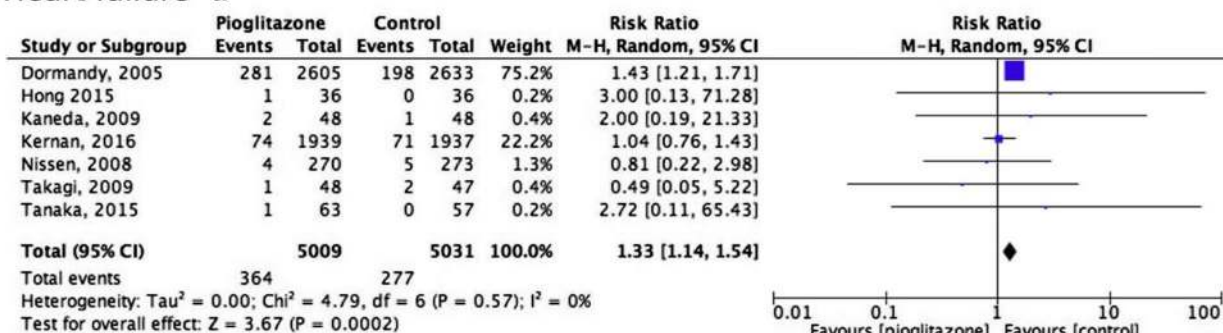 Pioglitazone Control Risk Ratio Risk Ratio
Study or Subgroup Events Total Events Total Weight M-H, Random, 95% CI M-H, Random, 95% CI
Dormandy, 2005 281 2605 198 2633 75.2% 1.43 [1.21, 1.71]
Hong 2015 1 36 0 36 0.2% 3.00 [0.13, 71.28]
Kaneda, 2009 2 48 1 48 0.4% 2.00 [0.19, 21.33]
Kernan, 2016 74 1939 71 1937 22.2% 1.04 [0.76, 1.43]
Nissen, 2008 4 270 5 273 1.3% 0.81 [0.22, 2.98]
Takagi, 2009 1 48 2 47 0.4% 0.49 [0.05, 5.22]
Tanaka, 2015 1 63 0 57 0.2% 2.72 [0.11, 65.43]
Total (95% CI) 5009 5031 100.0% 1.33 [1.14, 1.54]
Total events 364 277
Heterogeneity: Tau² = 0.00; Chi² = 4.79, df = 6 (P = 0.57); I² = 0%
Test for overall effect: Z = 3.67 (P = 0.0002)
0.01 0.1 1 10 100
Favours [pioglitazone] Favours [control]